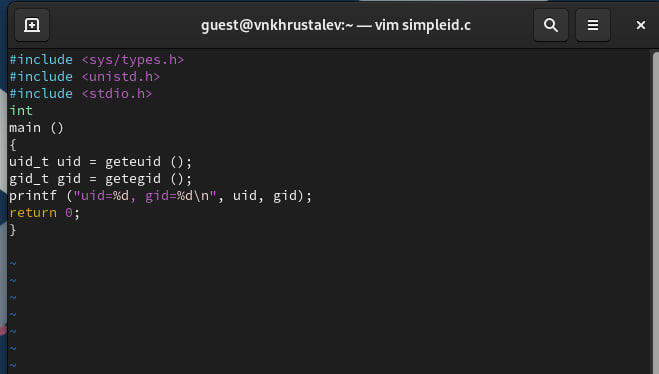 guest@vnkhrustalev:~ — vim simpleid.c
#include <sys/types.h>
#include <unistd.h>
#include <stdio.h>
int
main ()
{
uid_t uid = geteuid ();
gid_t gid = getegid ();
printf ("uid=%d, gid=%d\n", uid, gid);
return 0;
}
~
~
~
~
~
~
~